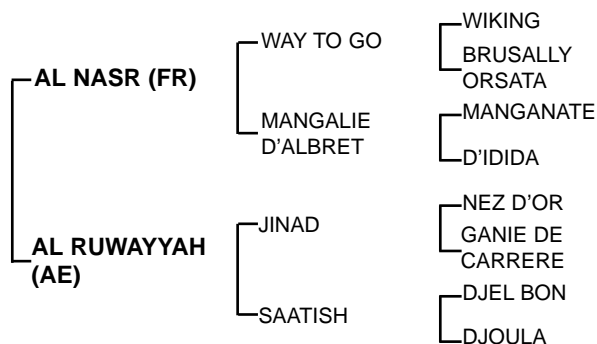 AL NASR (FR)
AL RUWAYYAH
(AE)
WAY TO GO
MANGALIE
D'ALBRET
JINAD
SAATISH
WIKING
BRUSALLY
ORSATA
MANGANATE
D'IDIDA
NEZ D'OR
GANIE DE
CARRERE
DJEL BON
DJOULA